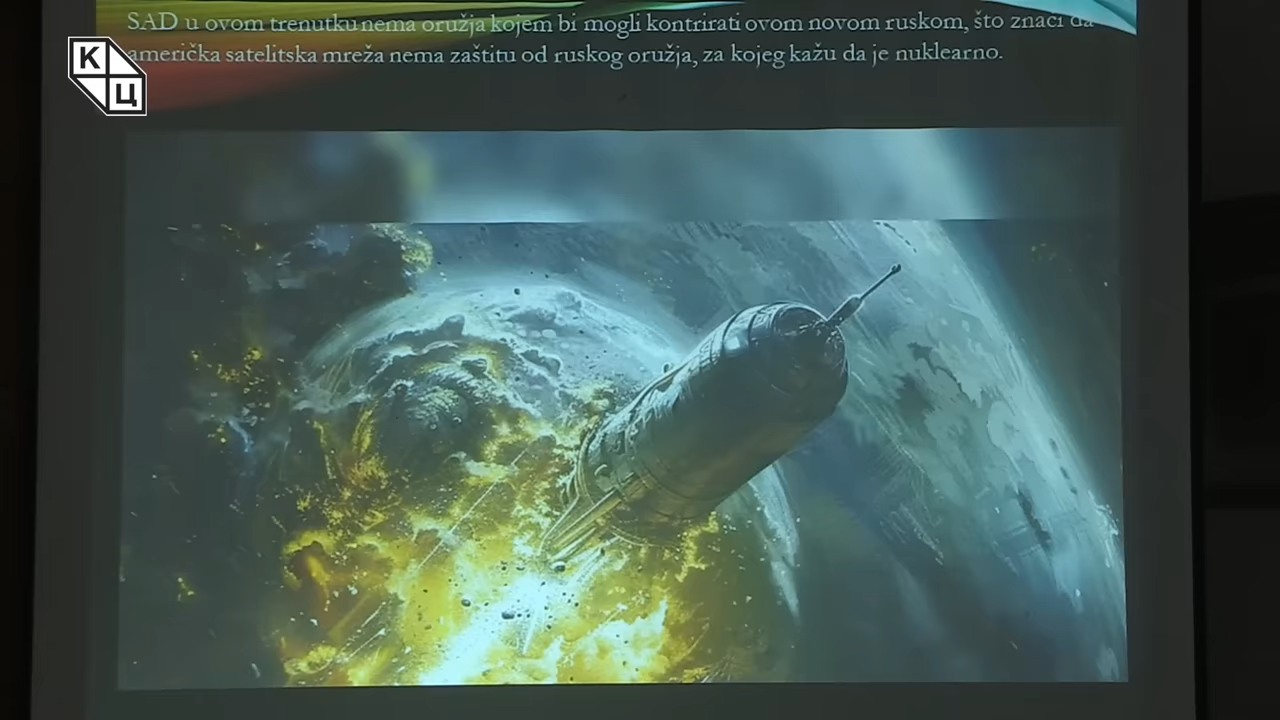 SAD u ovom trenutku nema oružja kojem bi mogli kontrirati ovom novom ruskom, što znači da
američka satelitska mreža nema zaštitu od ruskog oružja, za kojeg kažu da je nuklearno.
К
Ц